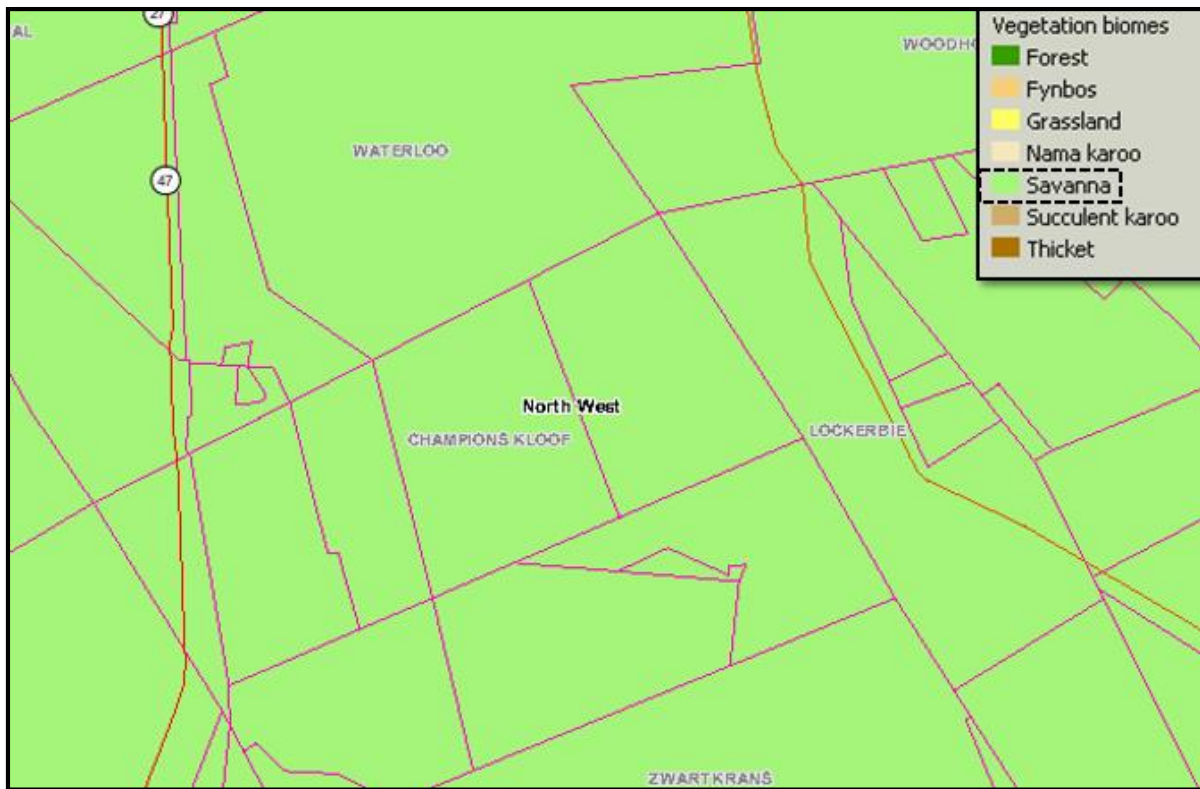 27
AL
WOODHO
Vegetation biomes
Forest
Fynbos
Grassland
Nama karoo
Savanna
Succulent karoo
Thicket
WATERLOO
47
North West
CHAMPIONS KLOOF
LOCKERBIE
ZWARTKRANS